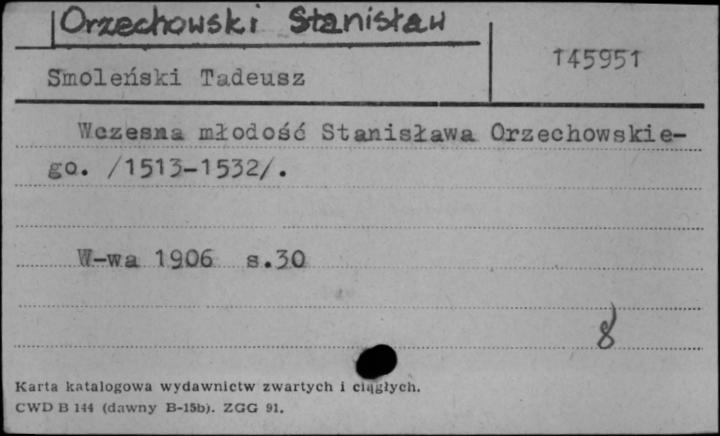 Orzechowski Stanisław
145951
Smoleński Tadeusz
Wczesna młodość Stanisława Orzechowskie-
go. /1513-1532/.
W-wa 1906 s.30
8
Karta katalogowa wydawnictw zwartych i ciągłych.
CWD B 144 (dawny B-15b). ZGG 91.